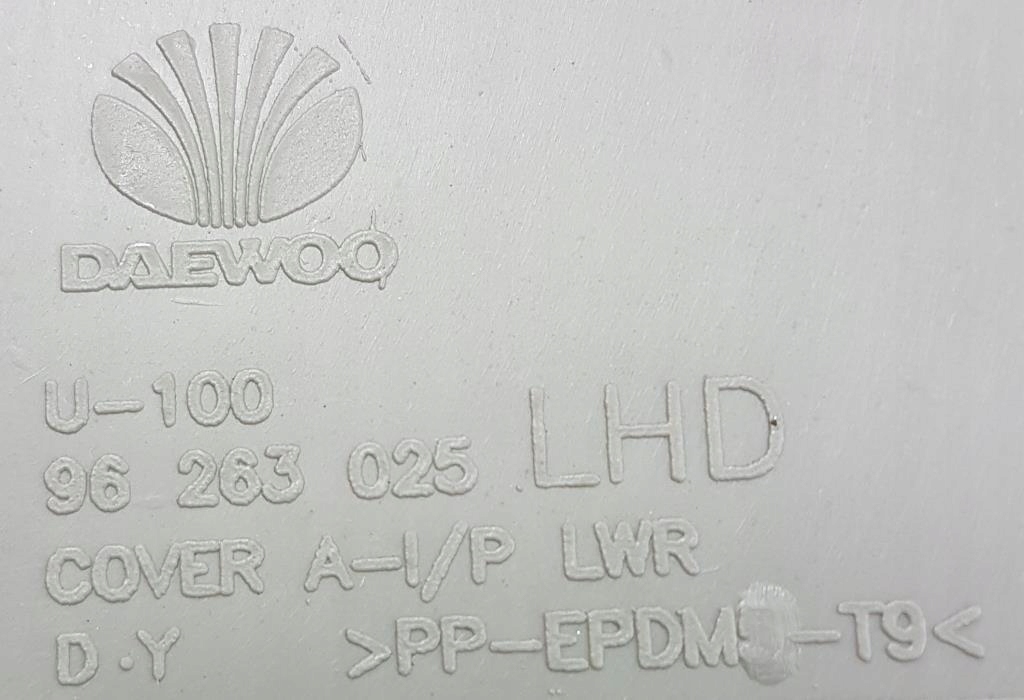 DAEWOO
U-100
96 263 025 LHD
COVER A-I/P LWR
D.Y >PP-EPDM -T9<